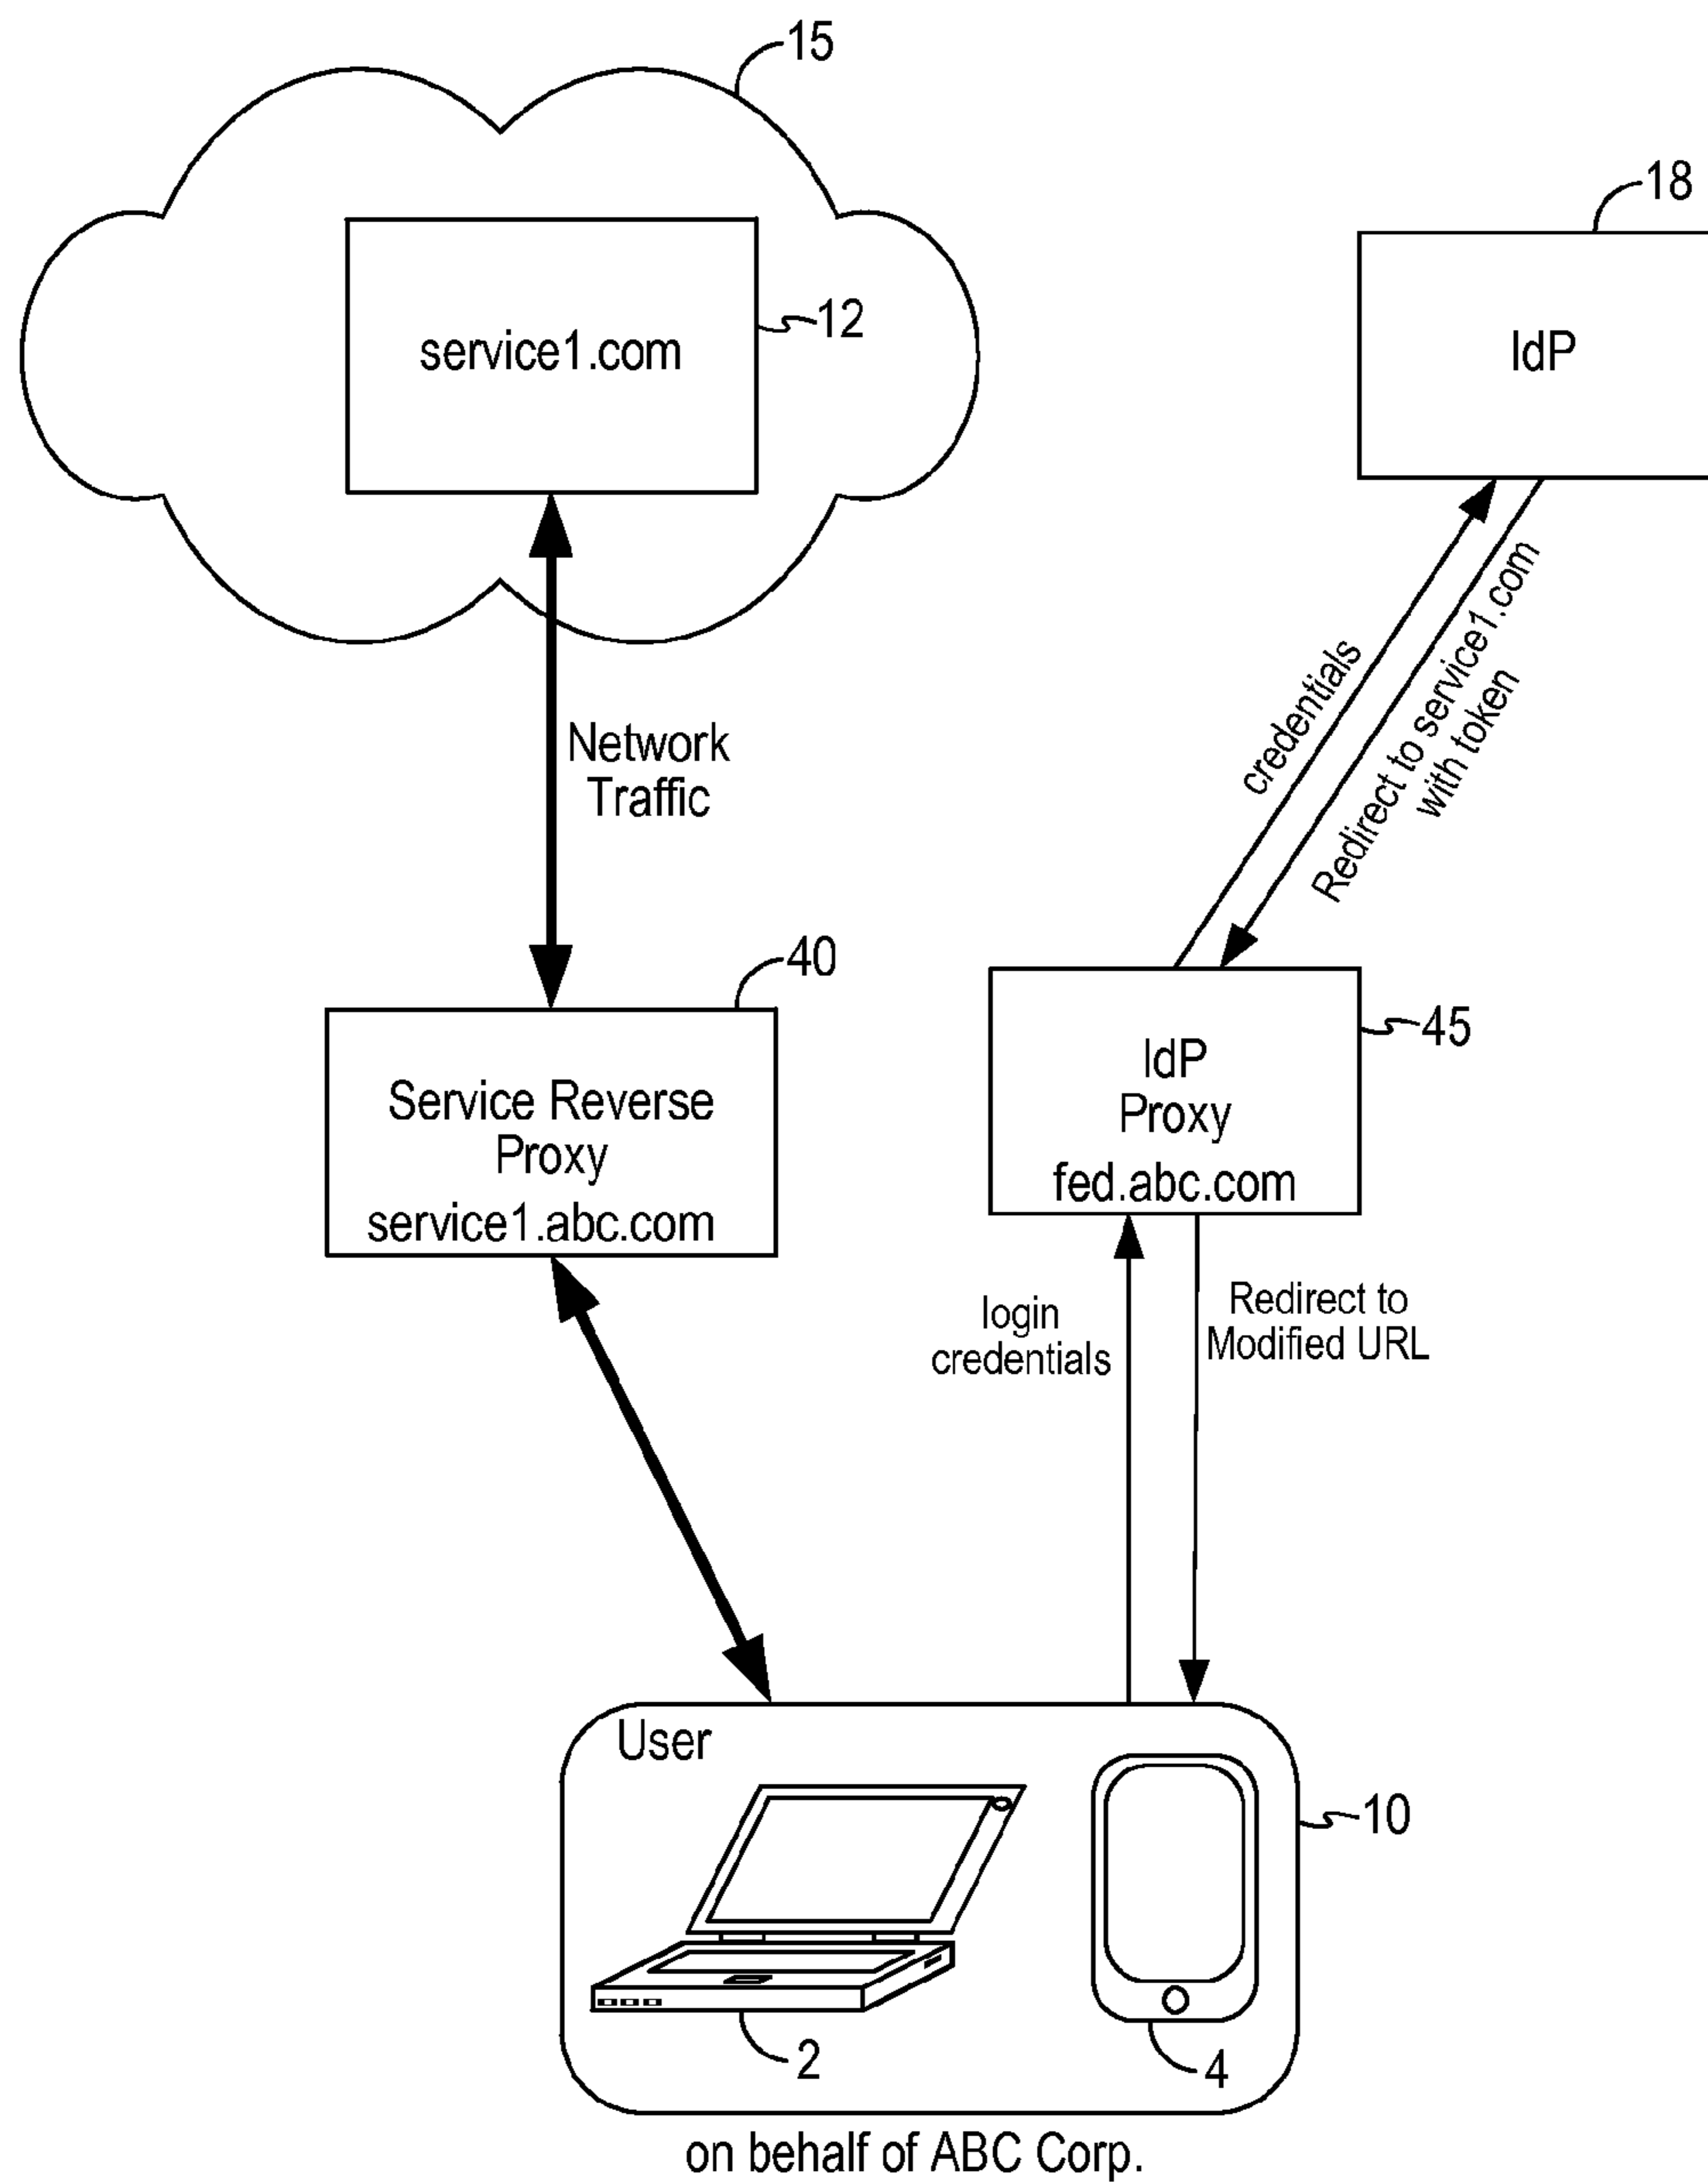 15
18
service1.com
12
IdP
credentials
Redirect to service1.com
with token
Network
Traffic
40
45
Service Reverse
Proxy
service1.abc.com
IdP
Proxy
fed.abc.com
login
credentials
Redirect to
Modified URL
User
10
2
4
on behalf of ABC Corp.